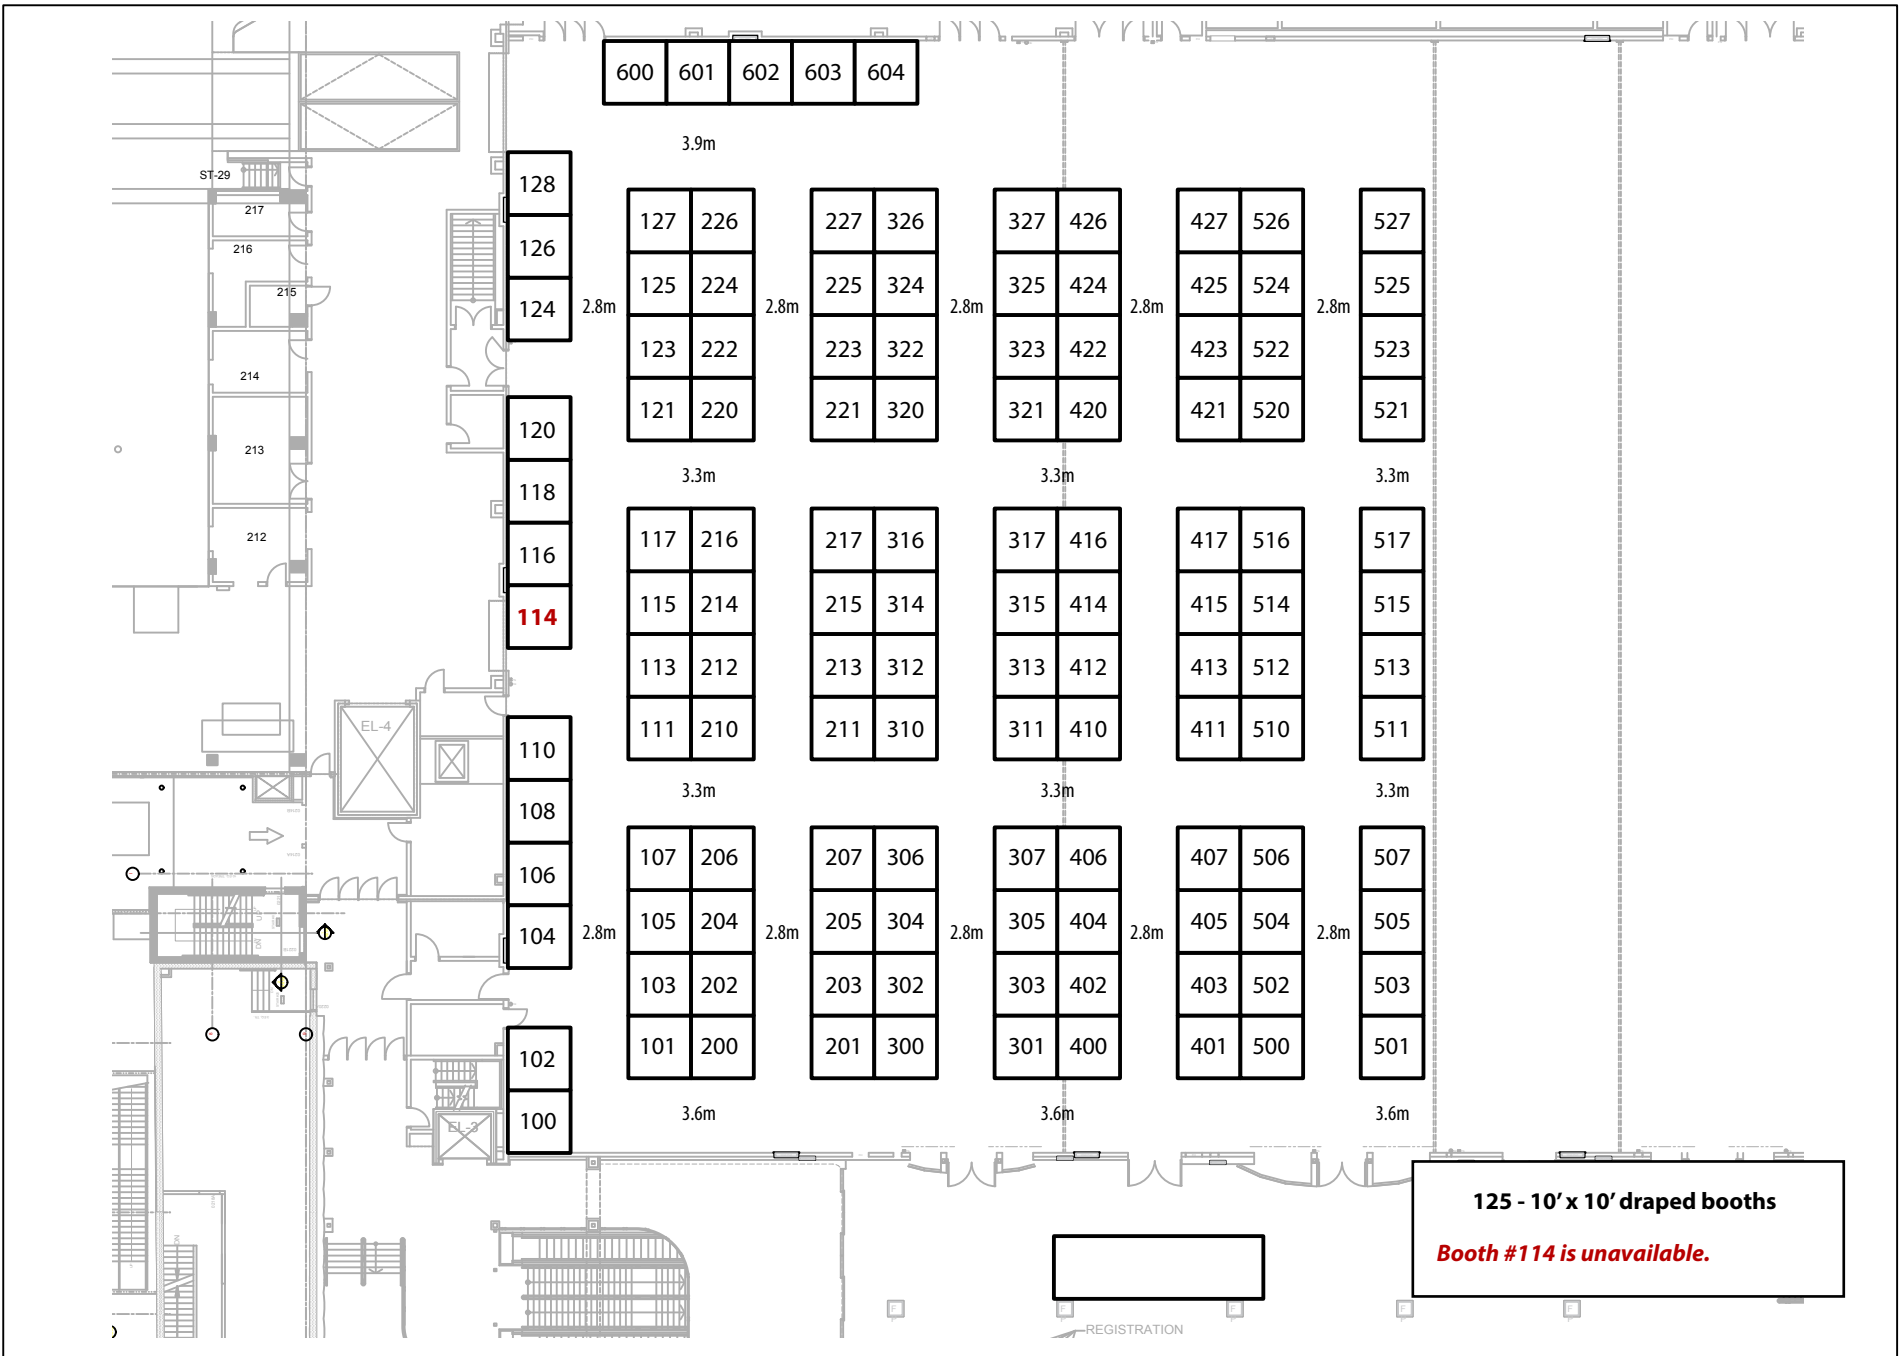 600 601 602 603 604
3.9m
128
ST-29
217
127 226 227 326 327 426 427 526 527
126
216
125 224 225 324 325 424 425 524 525
215
124 2.8m 2.8m 2.8m 2.8m 2.8m
123 222 223 322 323 422 423 522 523
214
121 220 221 320 321 420 421 520 521
120
213
3.3m 3.3m 3.3m
118
212
117 216 217 316 317 416 417 516 517
116
115 214 215 314 315 414 415 514 515
114
113 212 213 312 313 412 413 512 513
EL-4
111 210 211 310 311 410 411 510 511
110
3.3m 3.3m 3.3m
108
107 206 207 306 307 406 407 506 507
106
105 204 205 304 305 404 405 504 505
UP
104 2.8m 2.8m 2.8m 2.8m 2.8m
DN
103 202 203 302 303 402 403 502 503
101 200 201 300 301 400 401 500 501
102
3.6m 3.6m 3.6m
100
EL-3
125 - 10’ x 10’ draped booths
Booth #114 is unavailable.
DN
F F F F F
REGISTRATION